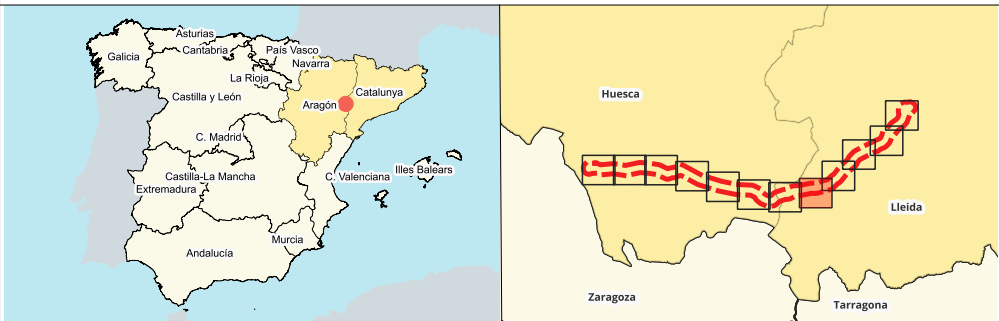 Asturias
Galicia
Cantabria
País Vasco
Navarra
La Rioja
Catalunya
Castilla y León
Aragón
C. Madrid
Illes Balears
Castilla-La Mancha
C. Valenciana
Extremadura
Murcia
Andalucía
Huesca
Lleida
Zaragoza
Tarragona